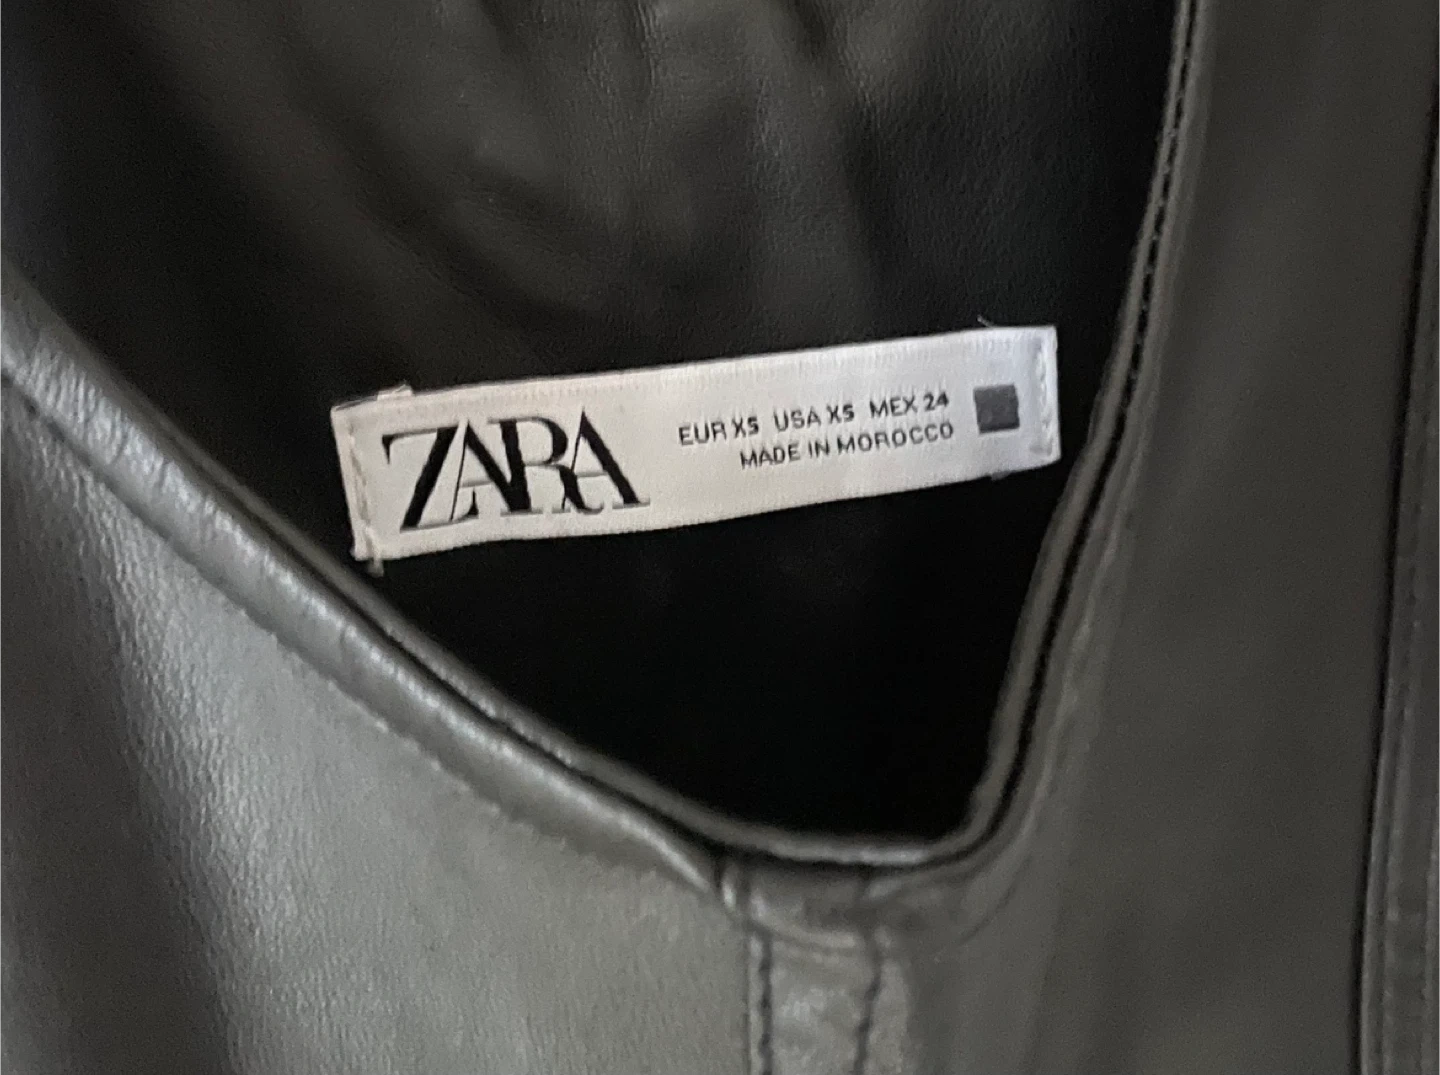 ZARA
EUR XS USA XS MEX 24
MADE IN MOROCCO